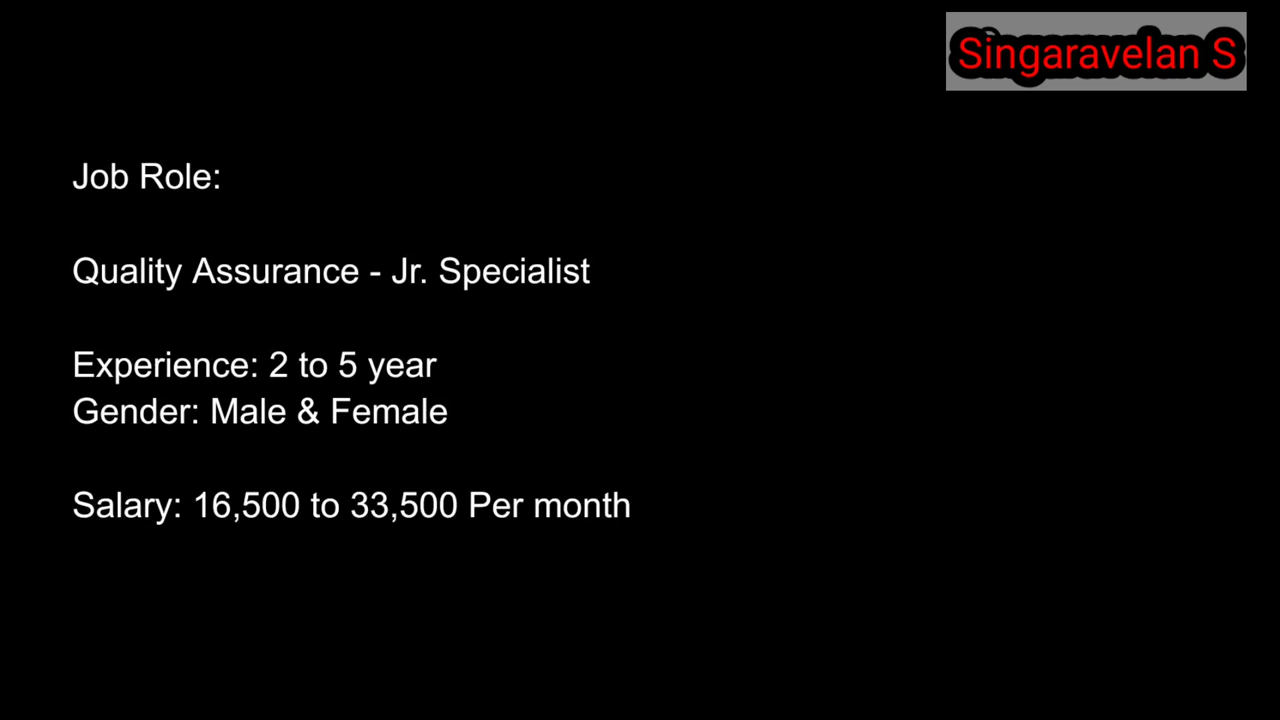 Singaravelan S
Job Role:
Quality Assurance - Jr. Specialist
Experience: 2 to 5 year
Gender: Male & Female
Salary: 16,500 to 33,500 Per month